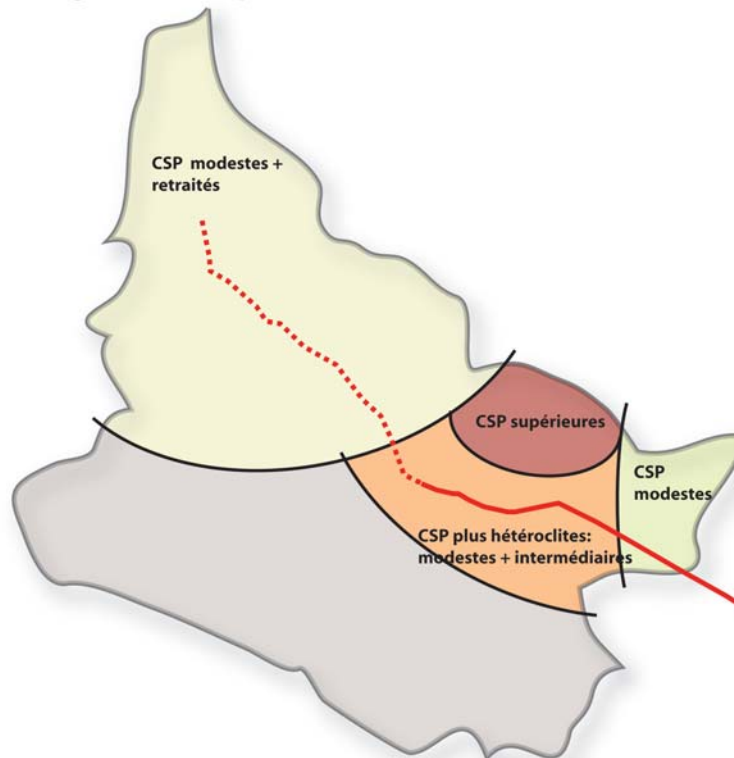 CSP modestes +
retraités
CSP supérieures
CSP
modestes
CSP plus hétéroclites:
modestes + intermédiaires